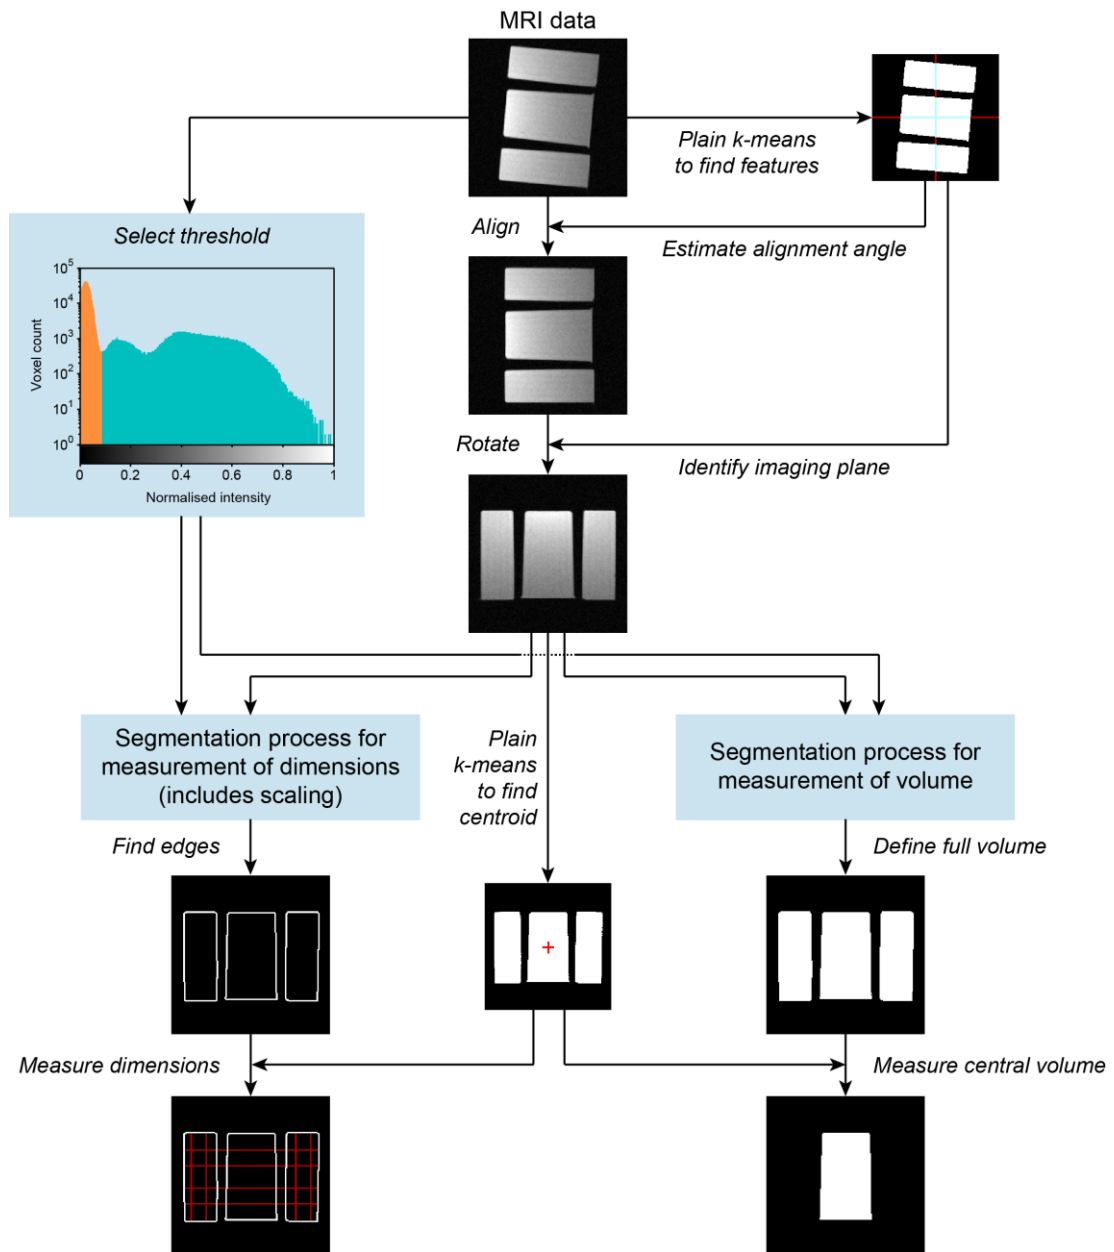 MRI data
Plain k-means
to find features
Select threshold
Align
Estimate alignment angle
10^5
10^4
10^3
10^2
10^1
10^0
Voxel count
0
0.2
0.4
0.6
0.8
1
Normalised intensity
Rotate
Identify imaging plane
Segmentation process for
measurement of dimensions
(includes scaling)
Plain
k-means
to find
centroid
Segmentation process for
measurement of volume
Find edges
Define full volume
Measure dimensions
Measure central volume